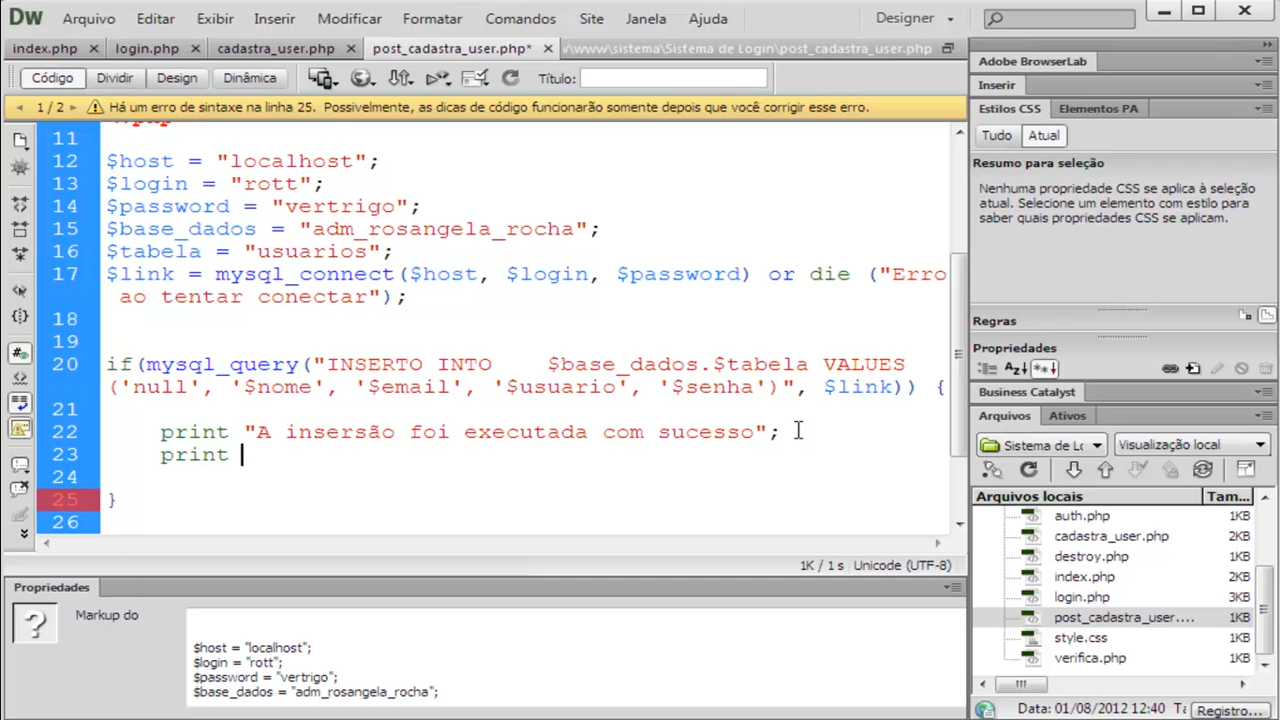 Dw Arquivo Editar Exibir Inserir Modificar Formatar Comandos Site Janela Ajuda Designer
index.php login.php cadastra_user.php post_cadastra_user.php* v\www\sistema\Sistema de Login\post_cadastra_user.php
Código Dividir Design Dinâmica Título:
1 / 2 Há um erro de sintaxe na linha 25. Possivelmente, as dicas de código funcionarão somente depois que você corrigir esse erro.
11
12 $host = "localhost";
13 $login = "rott";
14 $password = "vertrigo";
15 $base_dados = "adm_rosangela_rocha";
16 $tabela = "usuarios";
17 $link = mysql_connect($host, $login, $password) or die ("Erro
ao tentar conectar");
18
19
20 if(mysql_query("INSERTO INTO $base_dados.$tabela VALUES
('null', '$nome', '$email', '$usuario', '$senha')", $link)) {
21
22 print "A insersão foi executada com sucesso";
23 print
24
25 }
26
1K / 1 s Unicode (UTF-8)
Propriedades
Markup do
$host = "localhost";
$login = "rott";
$password = "vertrigo";
$base_dados = "adm_rosangela_rocha";
Adobe BrowserLab
Inserir
Estilos CSS Elementos PA
Tudo Atual
Resumo para seleção
Nenhuma propriedade CSS se aplica à seleção
atual. Selecione um elemento com estilo para
saber quais propriedades CSS se aplicam.
Regras
Propriedades
Business Catalyst
Arquivos Ativos
Sistema de Lo Visualização local
Arquivos locais Tam...
auth.php 1KB
cadastra_user.php 2KB
destroy.php 1KB
index.php 2KB
login.php 3KB
post_cadastra_user.... 1KB
style.css 1KB
verifica.php 1KB
Data: 01/08/2012 12:40 Ta Registro...